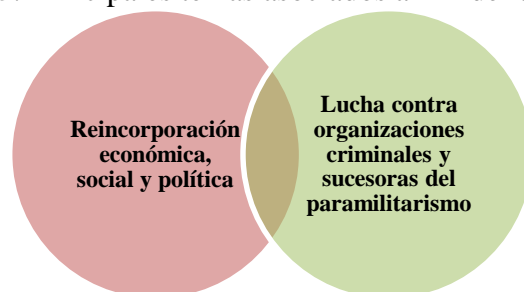 Reincorporación
económica,
social y política
Lucha contra
organizaciones
criminales y
sucesoras del
paramilitarismo